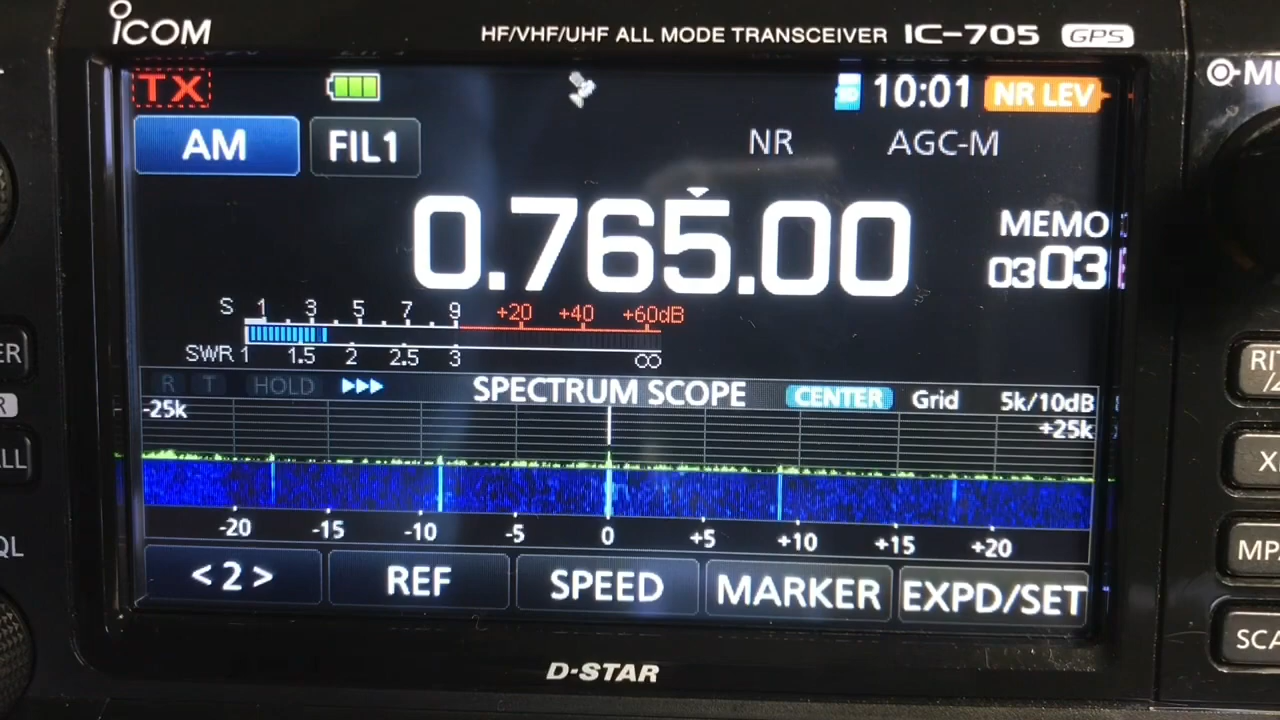 ICOM
HF/VHF/UHF ALL MODE TRANSCEIVER IC-705 GPS
TX 10:01 NR LEV
AM FIL1 NR AGC-M
0.765.00
MEMO
03 03
S 1 3 5 7 9 +20 +40 +60dB
SWR 1 1.5 2 2.5 3 ∞
R T HOLD SPECTRUM SCOPE CENTER Grid 5k/10dB
-25k +25k
-20 -15 -10 -5 0 +5 +10 +15 +20
<2> REF SPEED MARKER EXPD/SET
D-STAR
RIT
SCA
MP